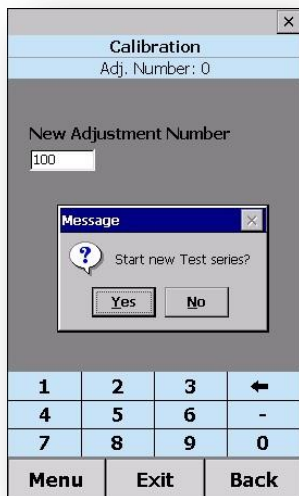 Calibration
Adj. Number: 0
New Adjustment Number
100
Message
Start new Test series?
Yes No
1 2 3 ←
4 5 6 -
7 8 9 0
Menu Exit Back